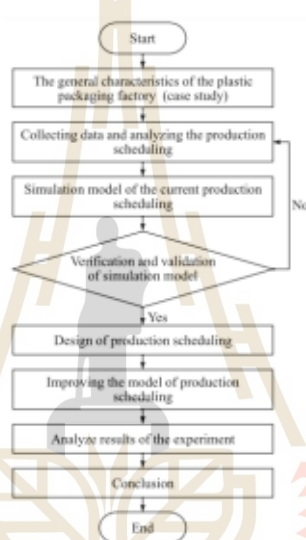 Start
The general characteristics of the plastic
packaging factory (case study)
Collecting data and analyzing the production
scheduling
Simulation model of the current production
scheduling
No
Verification and validation
of simulation model
Yes
Design of production scheduling
Improving the model of production
scheduling
Analyze results of the experiment
Conclusion
End